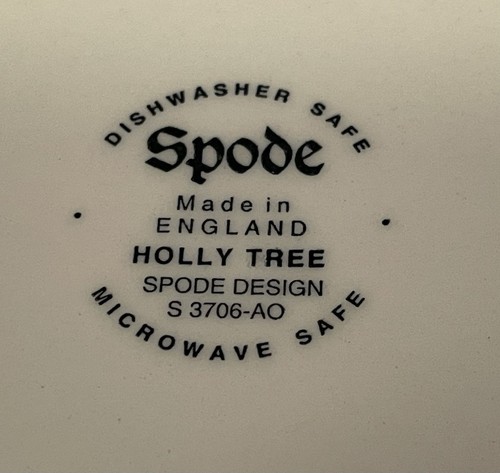 DISHWASHER SAFE
Spode
Made in
ENGLAND
HOLLY TREE
SPODE DESIGN
S 3706-AO
MICROWAVE SAFE